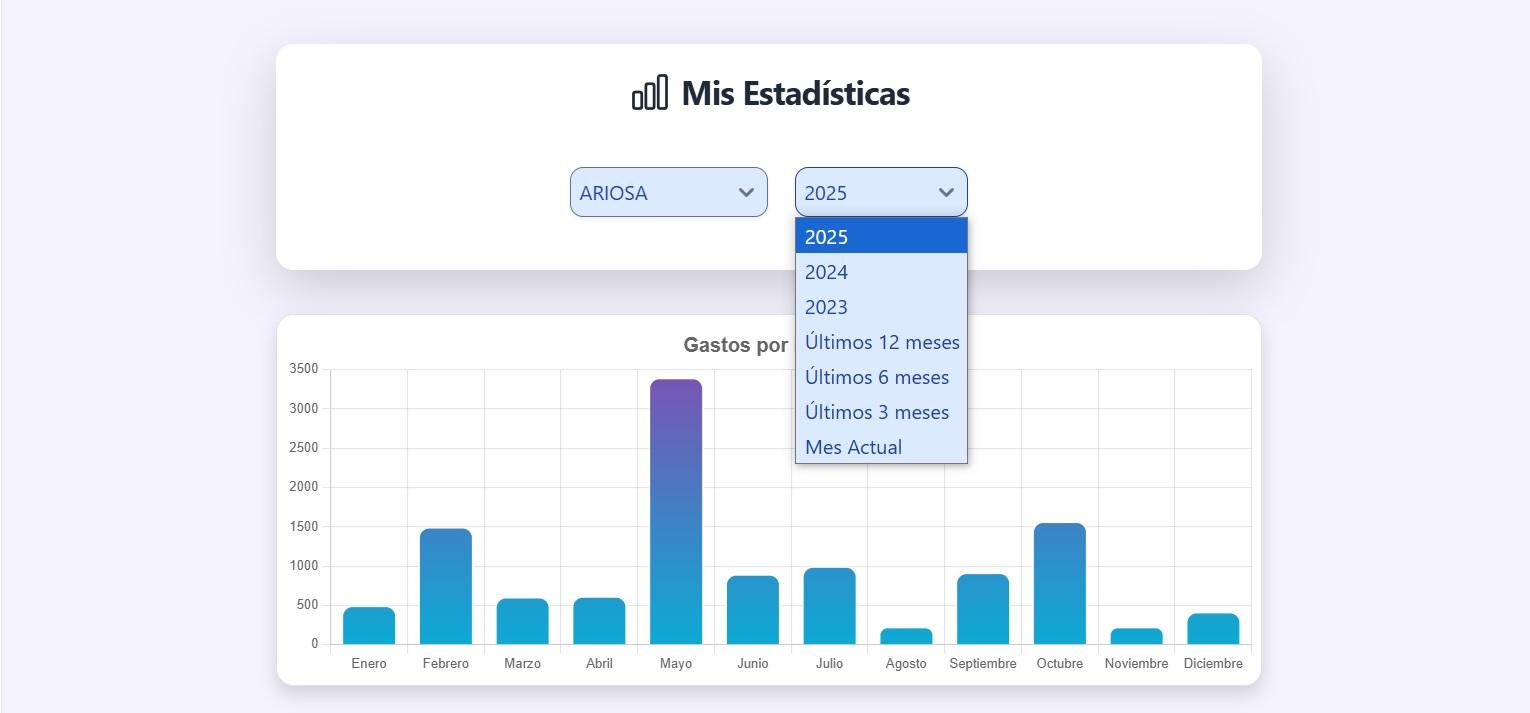 Mis Estadísticas
ARIOSA
2025
2025
2024
2023
Últimos 12 meses
Últimos 6 meses
Últimos 3 meses
Mes Actual
Gastos por
3500
3000
2500
2000
1500
1000
500
0
Enero Febrero Marzo Abril Mayo Junio Julio Agosto Septiembre Octubre Noviembre Diciembre